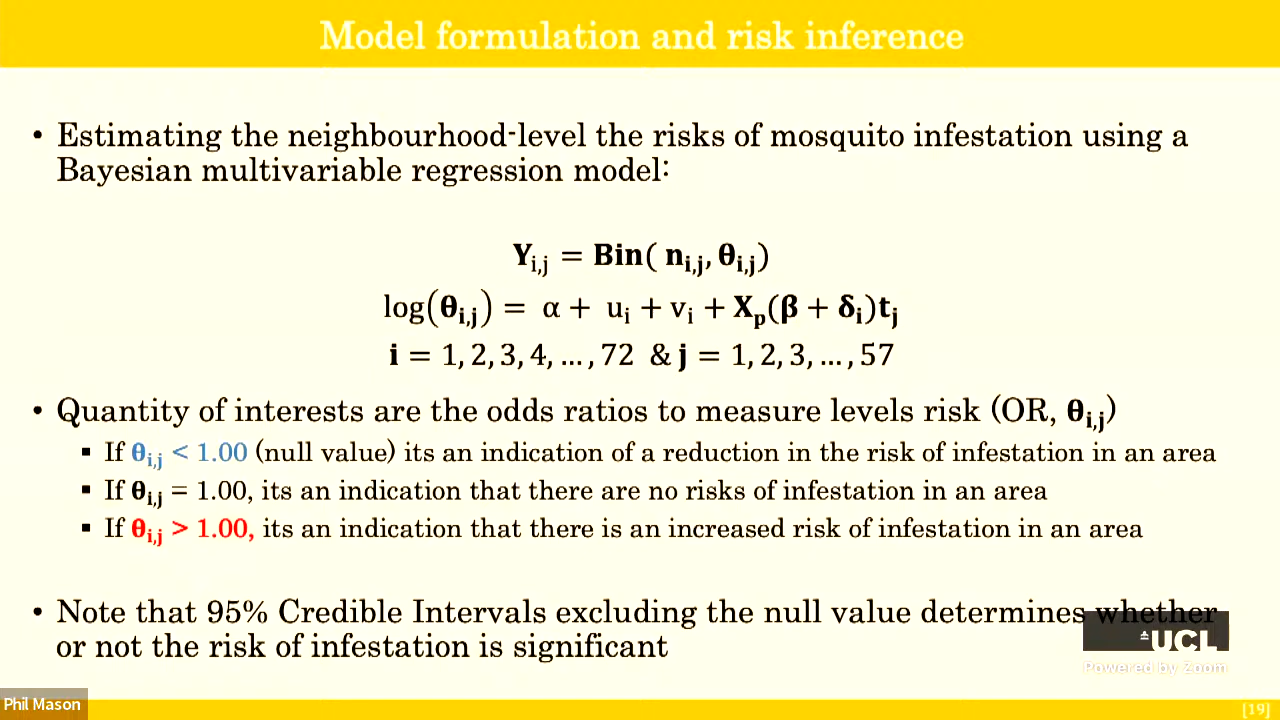 Model formulation and risk inference
• Estimating the neighbourhood-level the risks of mosquito infestation using a
Bayesian multivariable regression model:
Yi,j = Bin( ni,j, θi,j)
log(θi,j) = α + ui + vi + Xp(β + δi)tj
i = 1, 2, 3, 4, … , 72 & j = 1, 2, 3, … , 57
• Quantity of interests are the odds ratios to measure levels risk (OR, θi,j)
▪ If θi,j < 1.00 (null value) its an indication of a reduction in the risk of infestation in an area
▪ If θi,j = 1.00, its an indication that there are no risks of infestation in an area
▪ If θi,j > 1.00, its an indication that there is an increased risk of infestation in an area
• Note that 95% Credible Intervals excluding the null value determines whether
or not the risk of infestation is significant
UCL
Powered by Zoom
Phil Mason
[19]